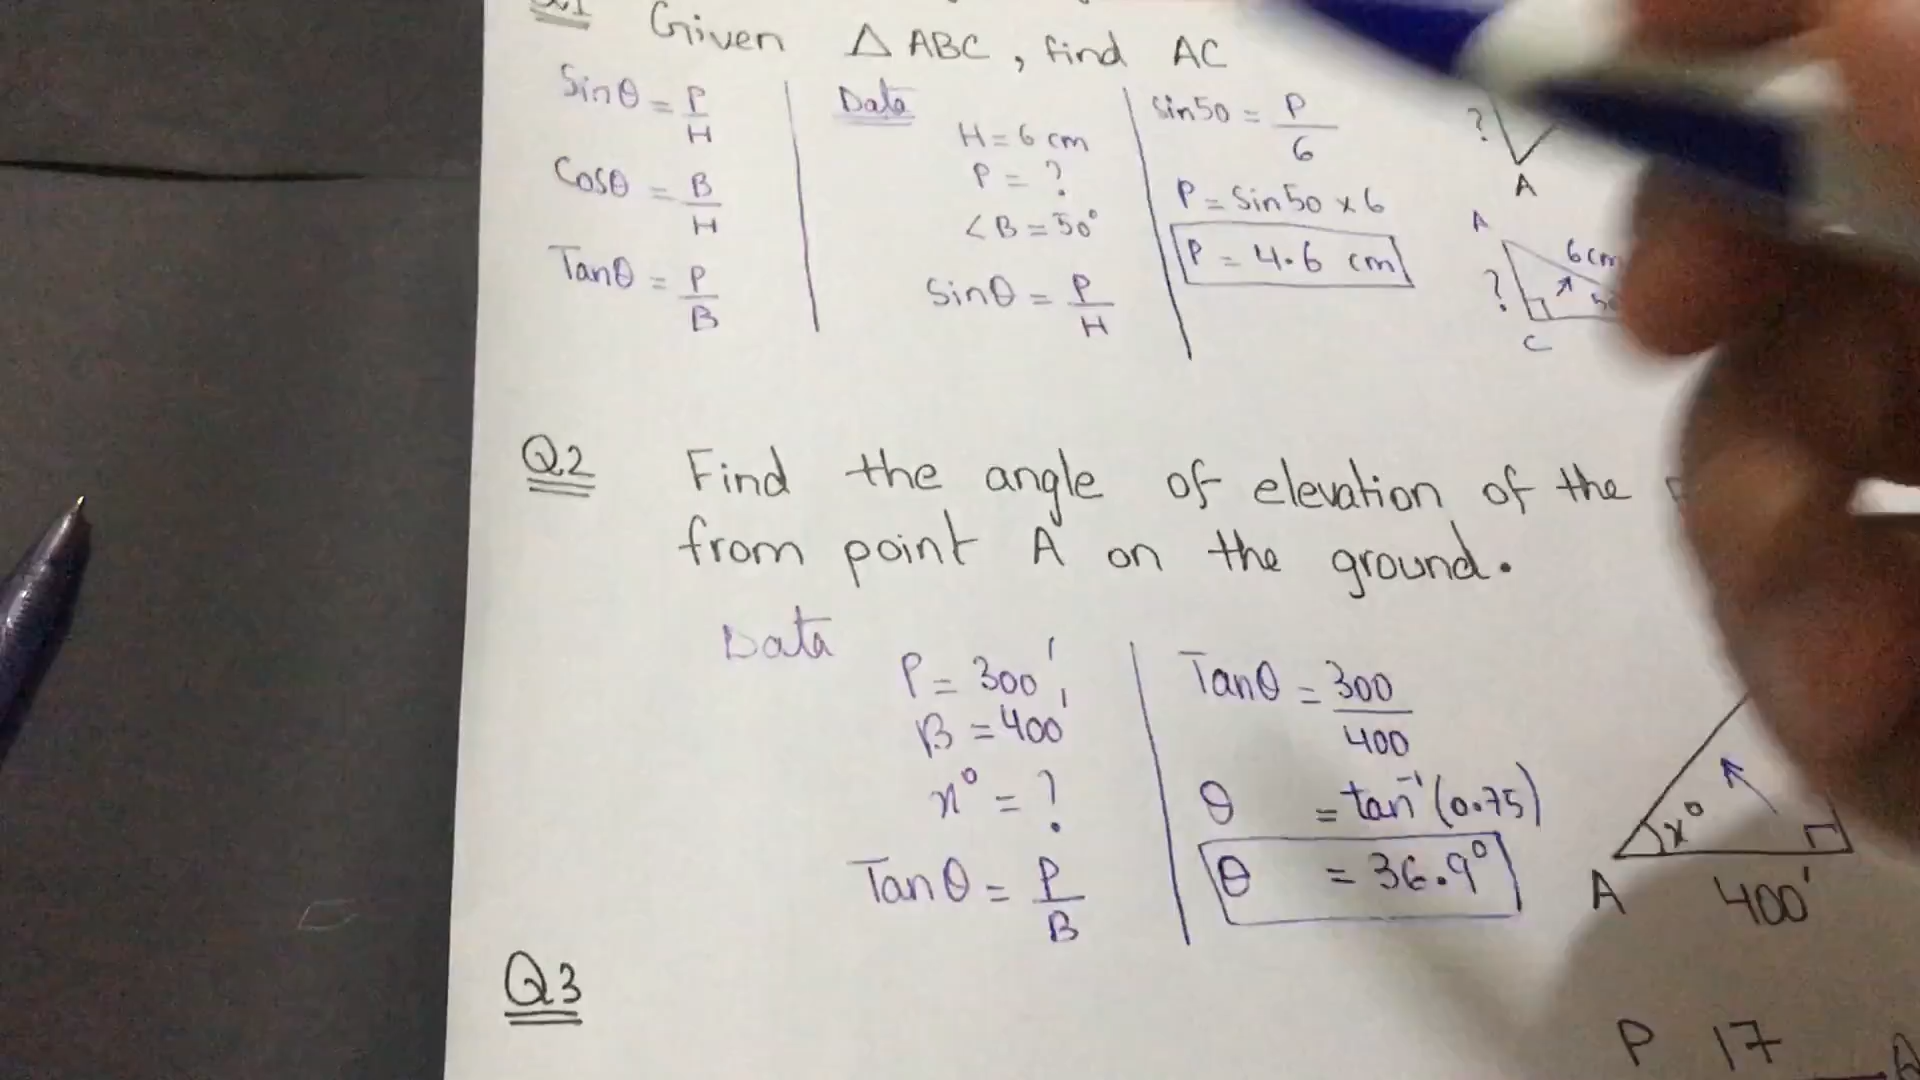 Given △ ABC, find AC
Sinθ = P/H
Cosθ = B/H
Tanθ = P/B
Data
H = 6 cm
P = ?
<B = 50°
Sinθ = P/H
Sin50 = P/6
P = Sin50 x 6
P = 4.6 cm
?
A
A
6cm
?
C
Q2 Find the angle of elevation of the
from point A on the ground.
Data
P = 300'
B = 400'
x° = ?
Tanθ = P/B
Tanθ = 300/400
θ = tan⁻¹(0.75)
θ = 36.9°
x°
A
400'
Q3
P 17